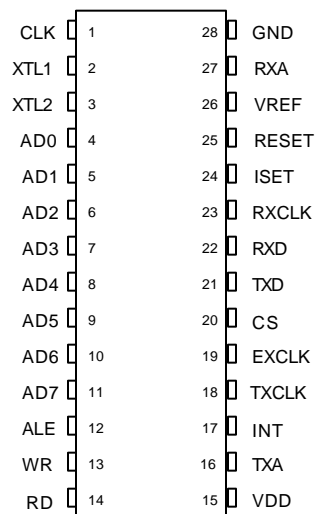 CLK 1 28 GND
XTL1 2 27 RXA
XTL2 3 26 VREF
AD0 4 25 RESET
AD1 5 24 ISET
AD2 6 23 RXCLK
AD3 7 22 RXD
AD4 8 21 TXD
AD5 9 20 CS
AD6 10 19 EXCLK
AD7 11 18 TXCLK
ALE 12 17 INT
WR 13 16 TXA
RD 14 15 VDD